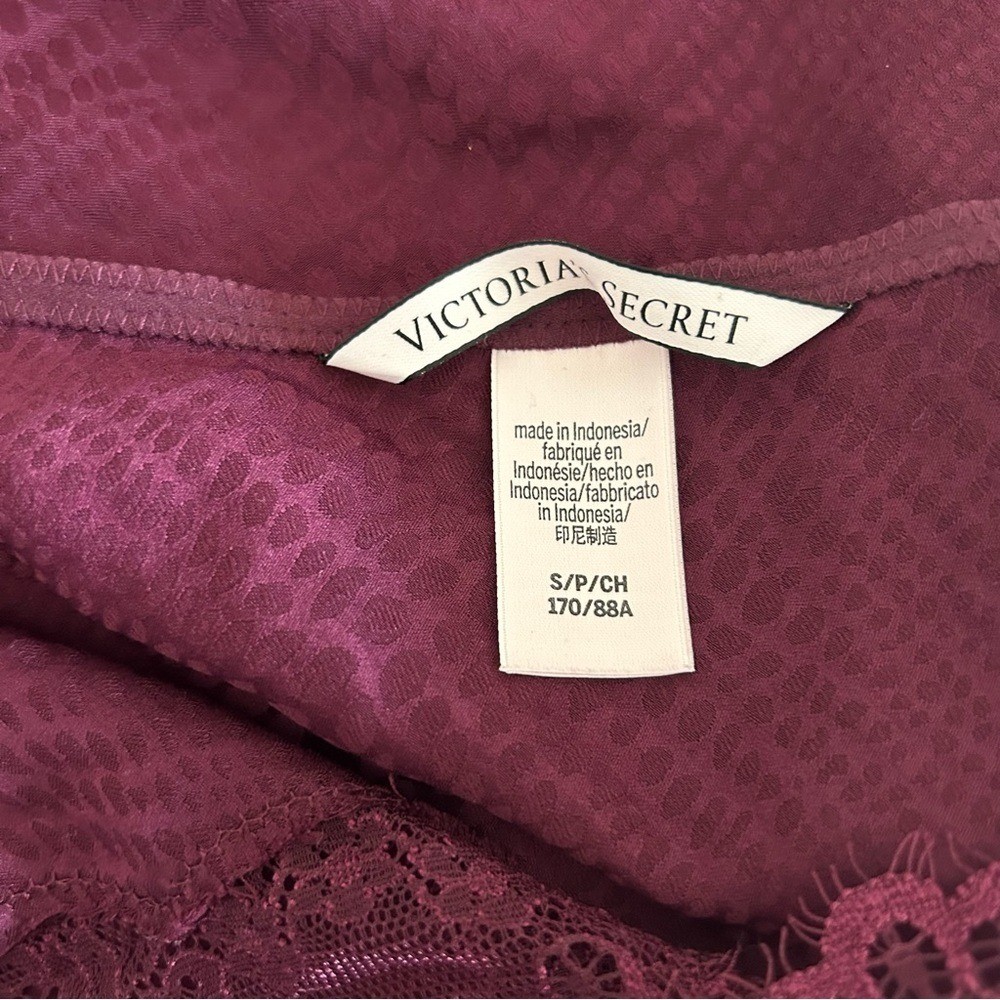 VICTORIA'S SECRET
made in Indonesia/
fabriqué en
Indonésie/hecho en
Indonesia/fabbricato
in Indonesia/
印尼制造
S/P/CH
170/88A